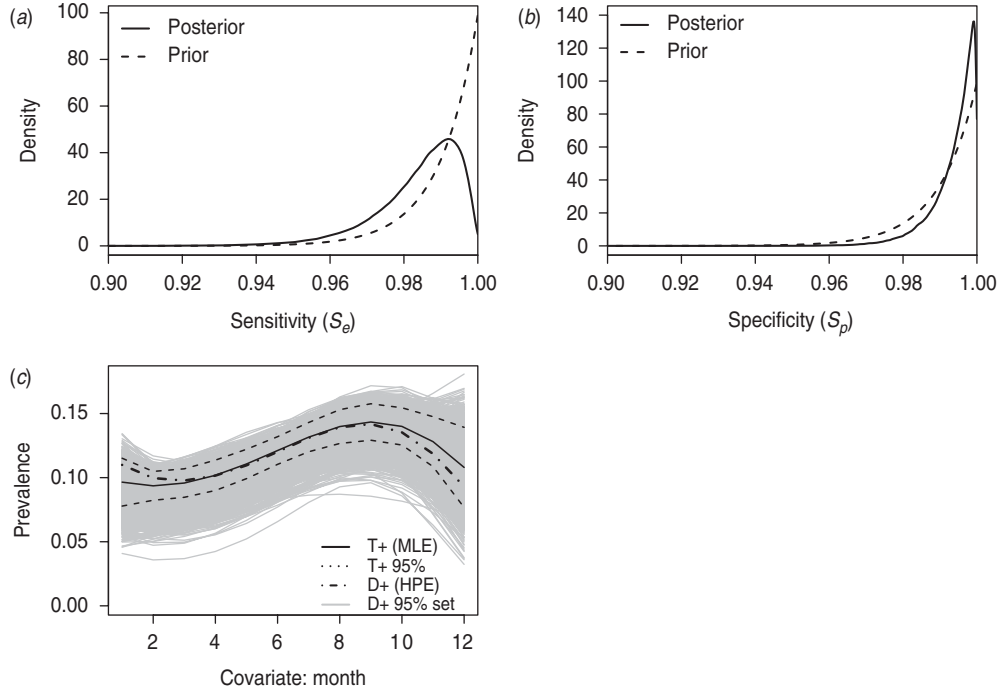 (a)
100
80
60
40
20
0
Density
Posterior
Prior
0.90 0.92 0.94 0.96 0.98 1.00
Sensitivity (Se)
(b)
140
120
100
80
60
40
20
0
Density
Posterior
Prior
0.90 0.92 0.94 0.96 0.98 1.00
Specificity (Sp)
(c)
0.15
0.10
0.05
0.00
Prevalence
T+ (MLE)
T+ 95%
D+ (HPE)
D+ 95% set
2 4 6 8 10 12
Covariate: month